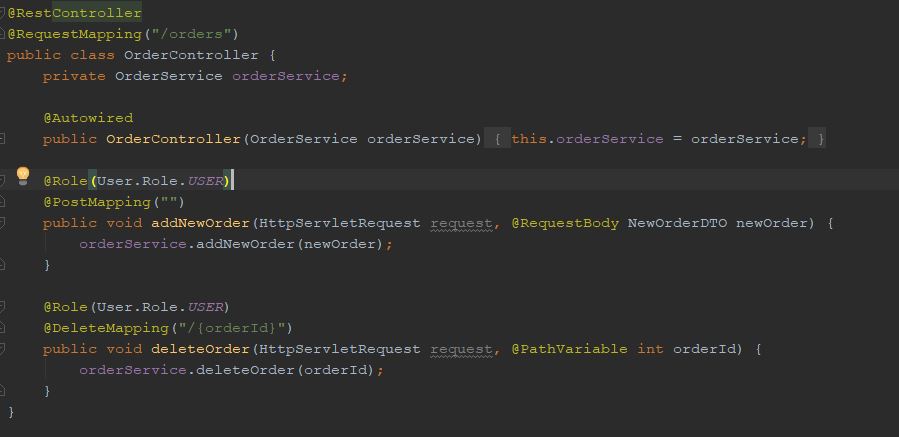 @RestController
@RequestMapping("/orders")
public class OrderController {
    private OrderService orderService;

    @Autowired
    public OrderController(OrderService orderService) { this.orderService = orderService; }

    @Role(User.Role.USER)
    @PostMapping("")
    public void addNewOrder(HttpServletRequest request, @RequestBody NewOrderDTO newOrder) {
        orderService.addNewOrder(newOrder);
    }

    @Role(User.Role.USER)
    @DeleteMapping("/{orderId}")
    public void deleteOrder(HttpServletRequest request, @PathVariable int orderId) {
        orderService.deleteOrder(orderId);
    }
}